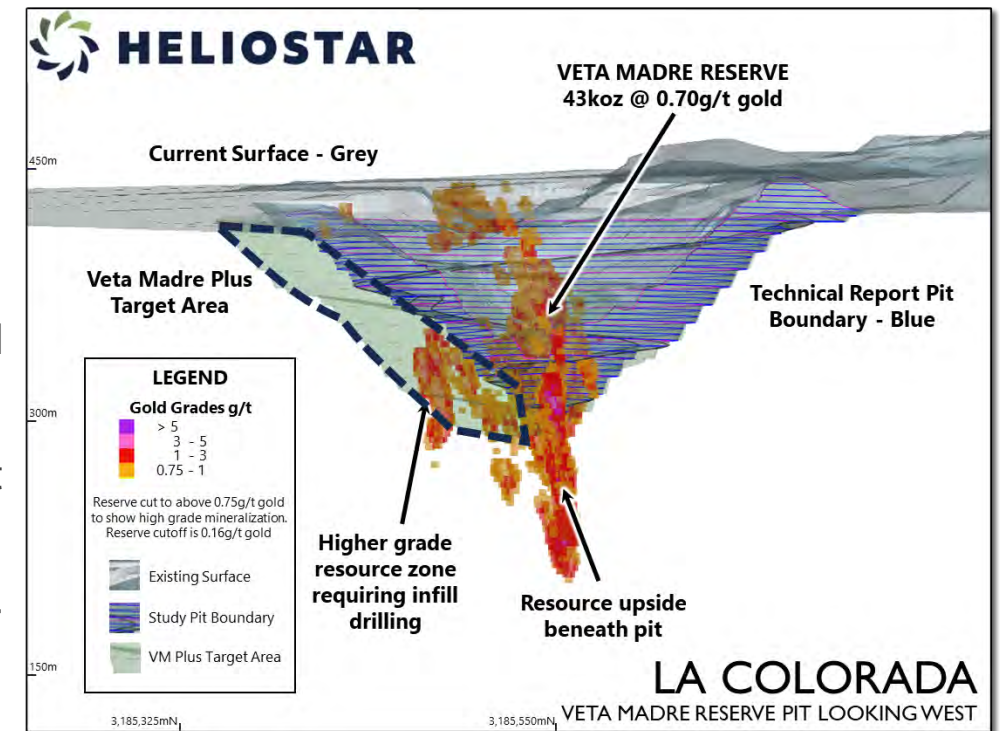 HELIOSTAR
VETA MADRE RESERVE
43koz @ 0.70g/t gold
Current Surface - Grey
450m
Veta Madre Plus
Target Area
Technical Report Pit
Boundary - Blue
LEGEND
Gold Grades g/t
> 5
3 - 5
1 - 3
0.75 - 1
Reserve cut to above 0.75g/t gold
to show high grade mineralization.
Reserve cutoff is 0.16g/t gold
Existing Surface
Study Pit Boundary
VM Plus Target Area
300m
Higher grade
resource zone
requiring infill
drilling
Resource upside
beneath pit
150m
LA COLORADA
VETA MADRE RESERVE PIT LOOKING WEST
3,185,325mN
3,185,550mN